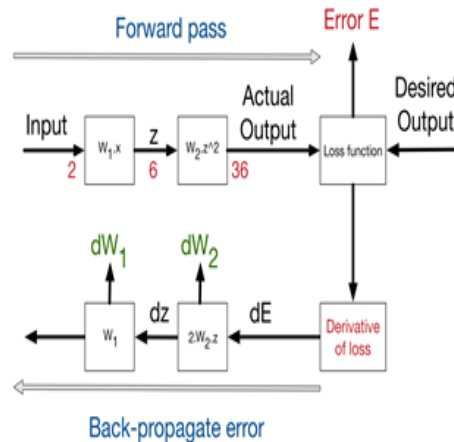 Forward pass
Error E
Desired
Output
Actual
Output
Input
z
W₁.x
W₂.z^2
Loss function
2
6
36
dW₁
dW₂
dz
dE
W₁
2.W₂.z
Derivative
of loss
Back-propagate error